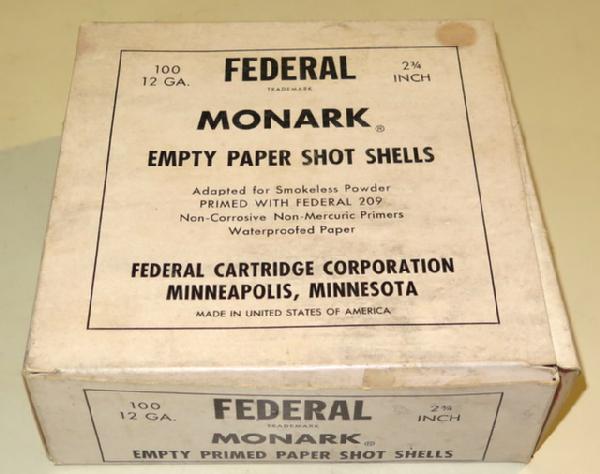 100 FEDERAL 2¾
12 GA. TRADEMARK INCH
MONARK®
EMPTY PAPER SHOT SHELLS
Adapted for Smokeless Powder
PRIMED WITH FEDERAL 209
Non-Corrosive Non-Mercuric Primers
Waterproofed Paper
FEDERAL CARTRIDGE CORPORATION
MINNEAPOLIS, MINNESOTA
MADE IN UNITED STATES OF AMERICA
100 FEDERAL 2¾
12 GA. TRADEMARK INCH
MONARK®
EMPTY PRIMED PAPER SHOT SHELLS